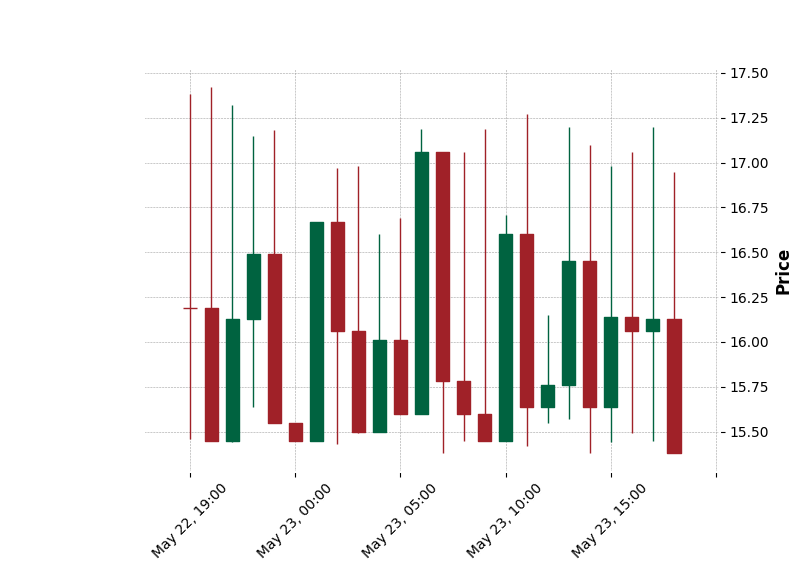 17.50
17.25
17.00
16.75
16.50
16.25
16.00
15.75
15.50
Price
May 22, 19:00
May 23, 00:00
May 23, 05:00
May 23, 10:00
May 23, 15:00